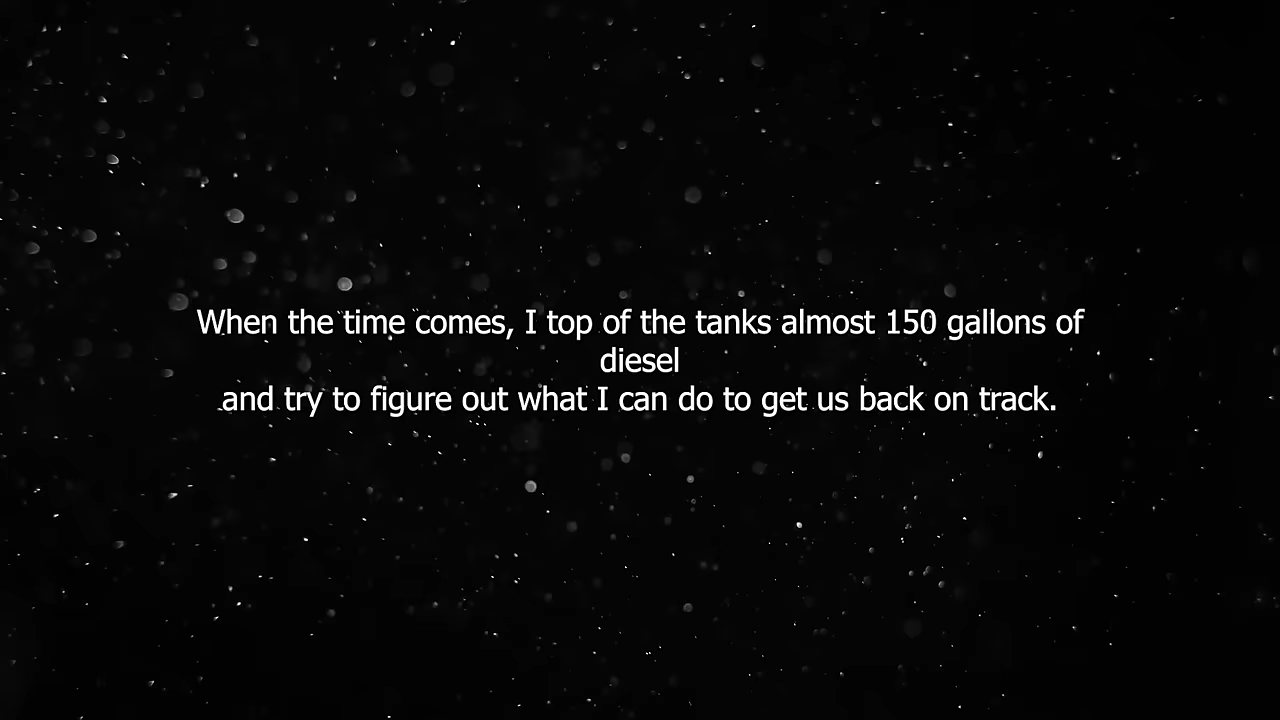 When the time comes, I top of the tanks almost 150 gallons of
diesel
and try to figure out what I can do to get us back on track.